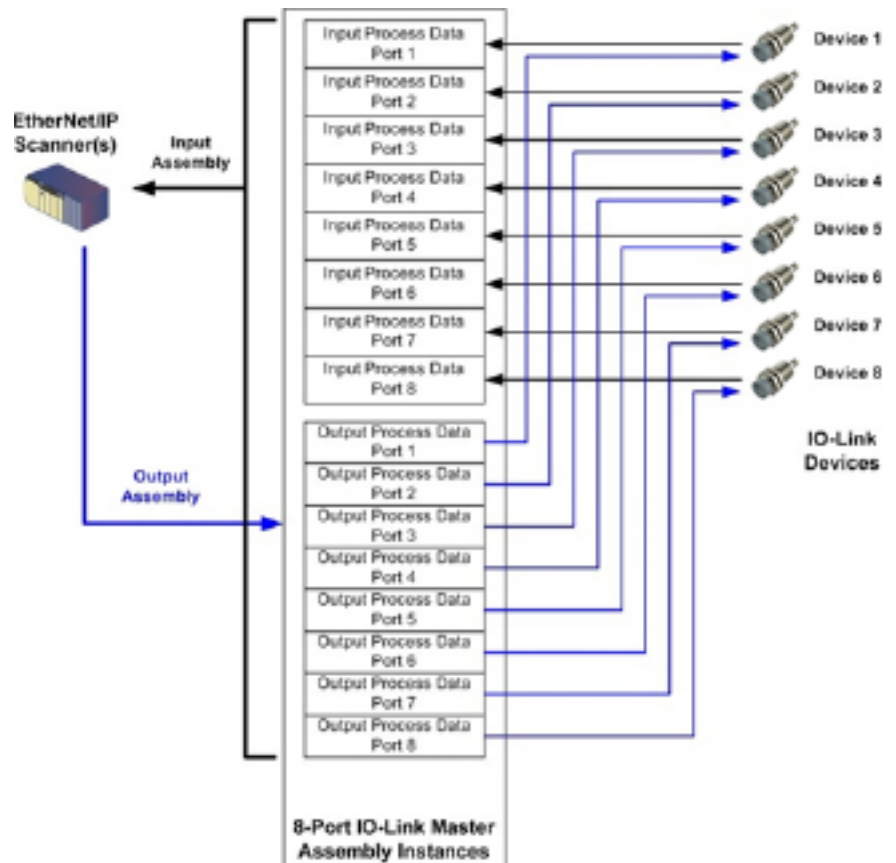 EtherNet/IP
Scanner(s)
Input
Assembly
Output
Assembly
Input Process Data
Port 1
Input Process Data
Port 2
Input Process Data
Port 3
Input Process Data
Port 4
Input Process Data
Port 5
Input Process Data
Port 6
Input Process Data
Port 7
Input Process Data
Port 8
Output Process Data
Port 1
Output Process Data
Port 2
Output Process Data
Port 3
Output Process Data
Port 4
Output Process Data
Port 5
Output Process Data
Port 6
Output Process Data
Port 7
Output Process Data
Port 8
8-Port IO-Link Master
Assembly Instances
Device 1
Device 2
Device 3
Device 4
Device 5
Device 6
Device 7
Device 8
IO-Link
Devices